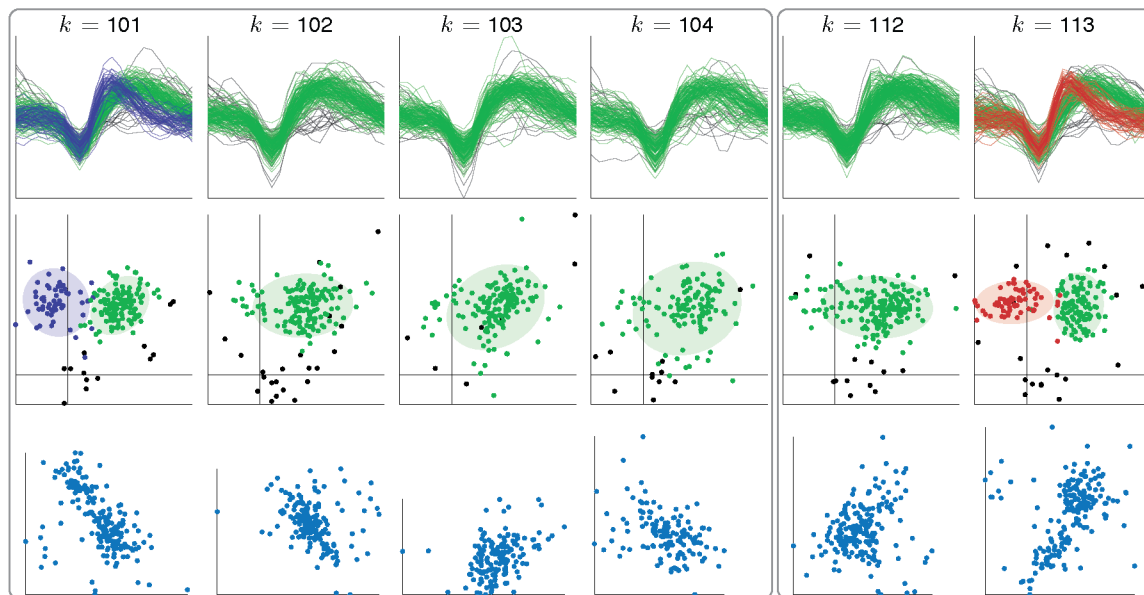 k = 101
k = 102
k = 103
k = 104
k = 112
k = 113